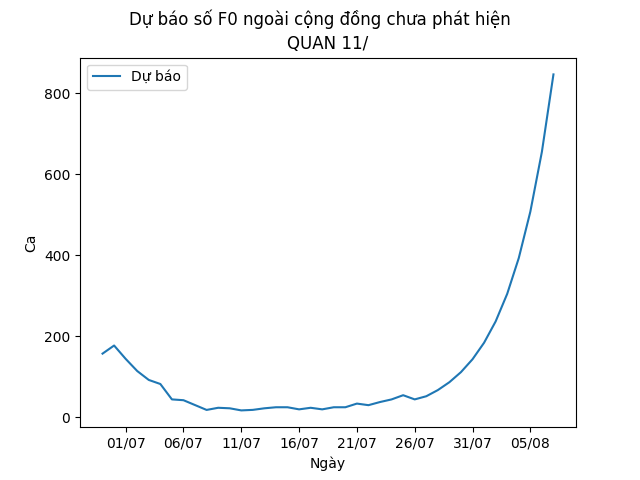 Dự báo số F0 ngoài cộng đồng chưa phát hiện
QUAN 11/
Dự báo
800
600
400
200
0
Ca
01/07 06/07 11/07 16/07 21/07 26/07 31/07 05/08
Ngày